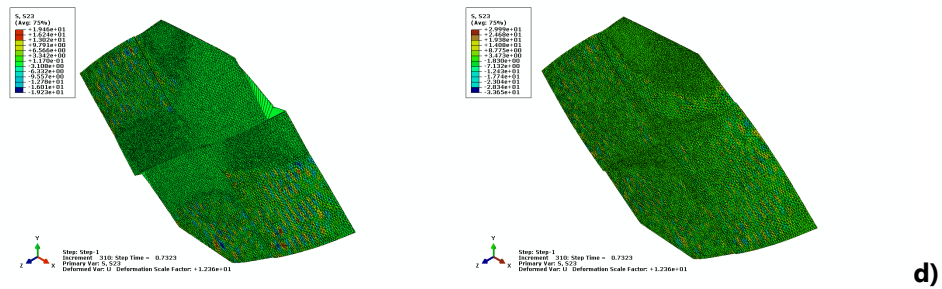 S, S23
(Avg: 75%)
+1.946e+01
+1.624e+01
+1.302e+01
+9.791e+00
+6.566e+00
+3.342e+00
+1.170e-01
-3.108e+00
-6.332e+00
-9.557e+00
-1.278e+01
-1.601e+01
-1.923e+01
Y
Z X
Step: Step-1
Increment 310: Step Time = 0.7323
Primary Var: S, S23
Deformed Var: U Deformation Scale Factor: +1.236e+01
S, S23
(Avg: 75%)
+2.999e+01
+2.468e+01
+1.938e+01
+1.408e+01
+8.775e+00
+3.473e+00
-1.830e+00
-7.132e+00
-1.243e+01
-1.774e+01
-2.304e+01
-2.834e+01
-3.365e+01
Y
Z X
Step: Step-1
Increment 310: Step Time = 0.7323
Primary Var: S, S23
Deformed Var: U Deformation Scale Factor: +1.236e+01
d)